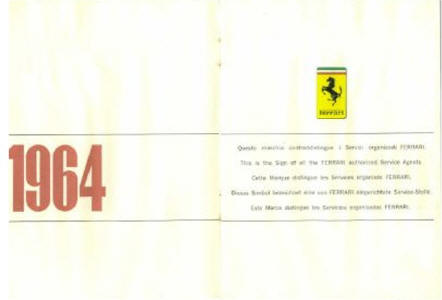 1964
Ferrari
Questo marchio contraddistingue i Servizi organizzati FERRARI.
This is the Sign of all the FERRARI authorized Service Agents.
Cette Marque distingue les Services organisés FERRARI.
Dieses Symbol bezeichnet eine von FERRARI eingerichtete Service-Stelle.
Esta Marca distingue los Servicios organizados FERRARI.